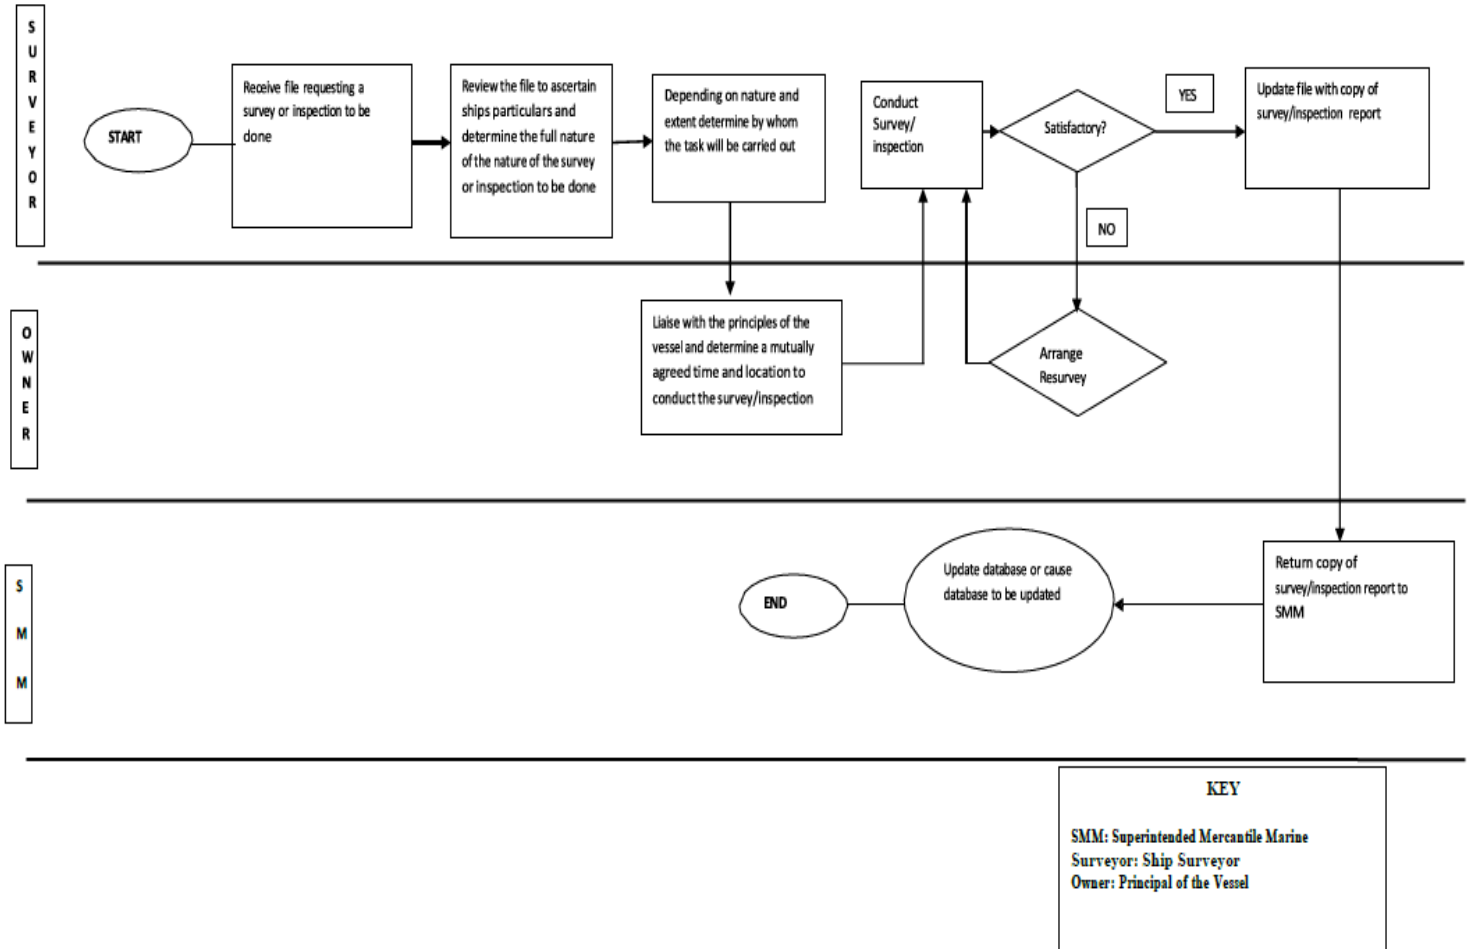 S
U
R
V
E
Y
O
R
START
Receive file requesting a
survey or inspection to be
done
Review the file to ascertain
ships particulars and
determine the full nature
of the nature of the survey
or inspection to be done
Depending on nature and
extent determine by whom
the task will be carried out
Conduct
Survey/
inspection
Satisfactory?
YES
Update file with copy of
survey/inspection report
NO
O
W
N
E
R
Liaise with the principles of the
vessel and determine a mutually
agreed time and location to
conduct the survey/inspection
Arrange
Resurvey
S
M
M
END
Update database or cause
database to be updated
Return copy of
survey/inspection report to
SMM
KEY
SMM: Superintended Mercantile Marine
Surveyor: Ship Surveyor
Owner: Principal of the Vessel